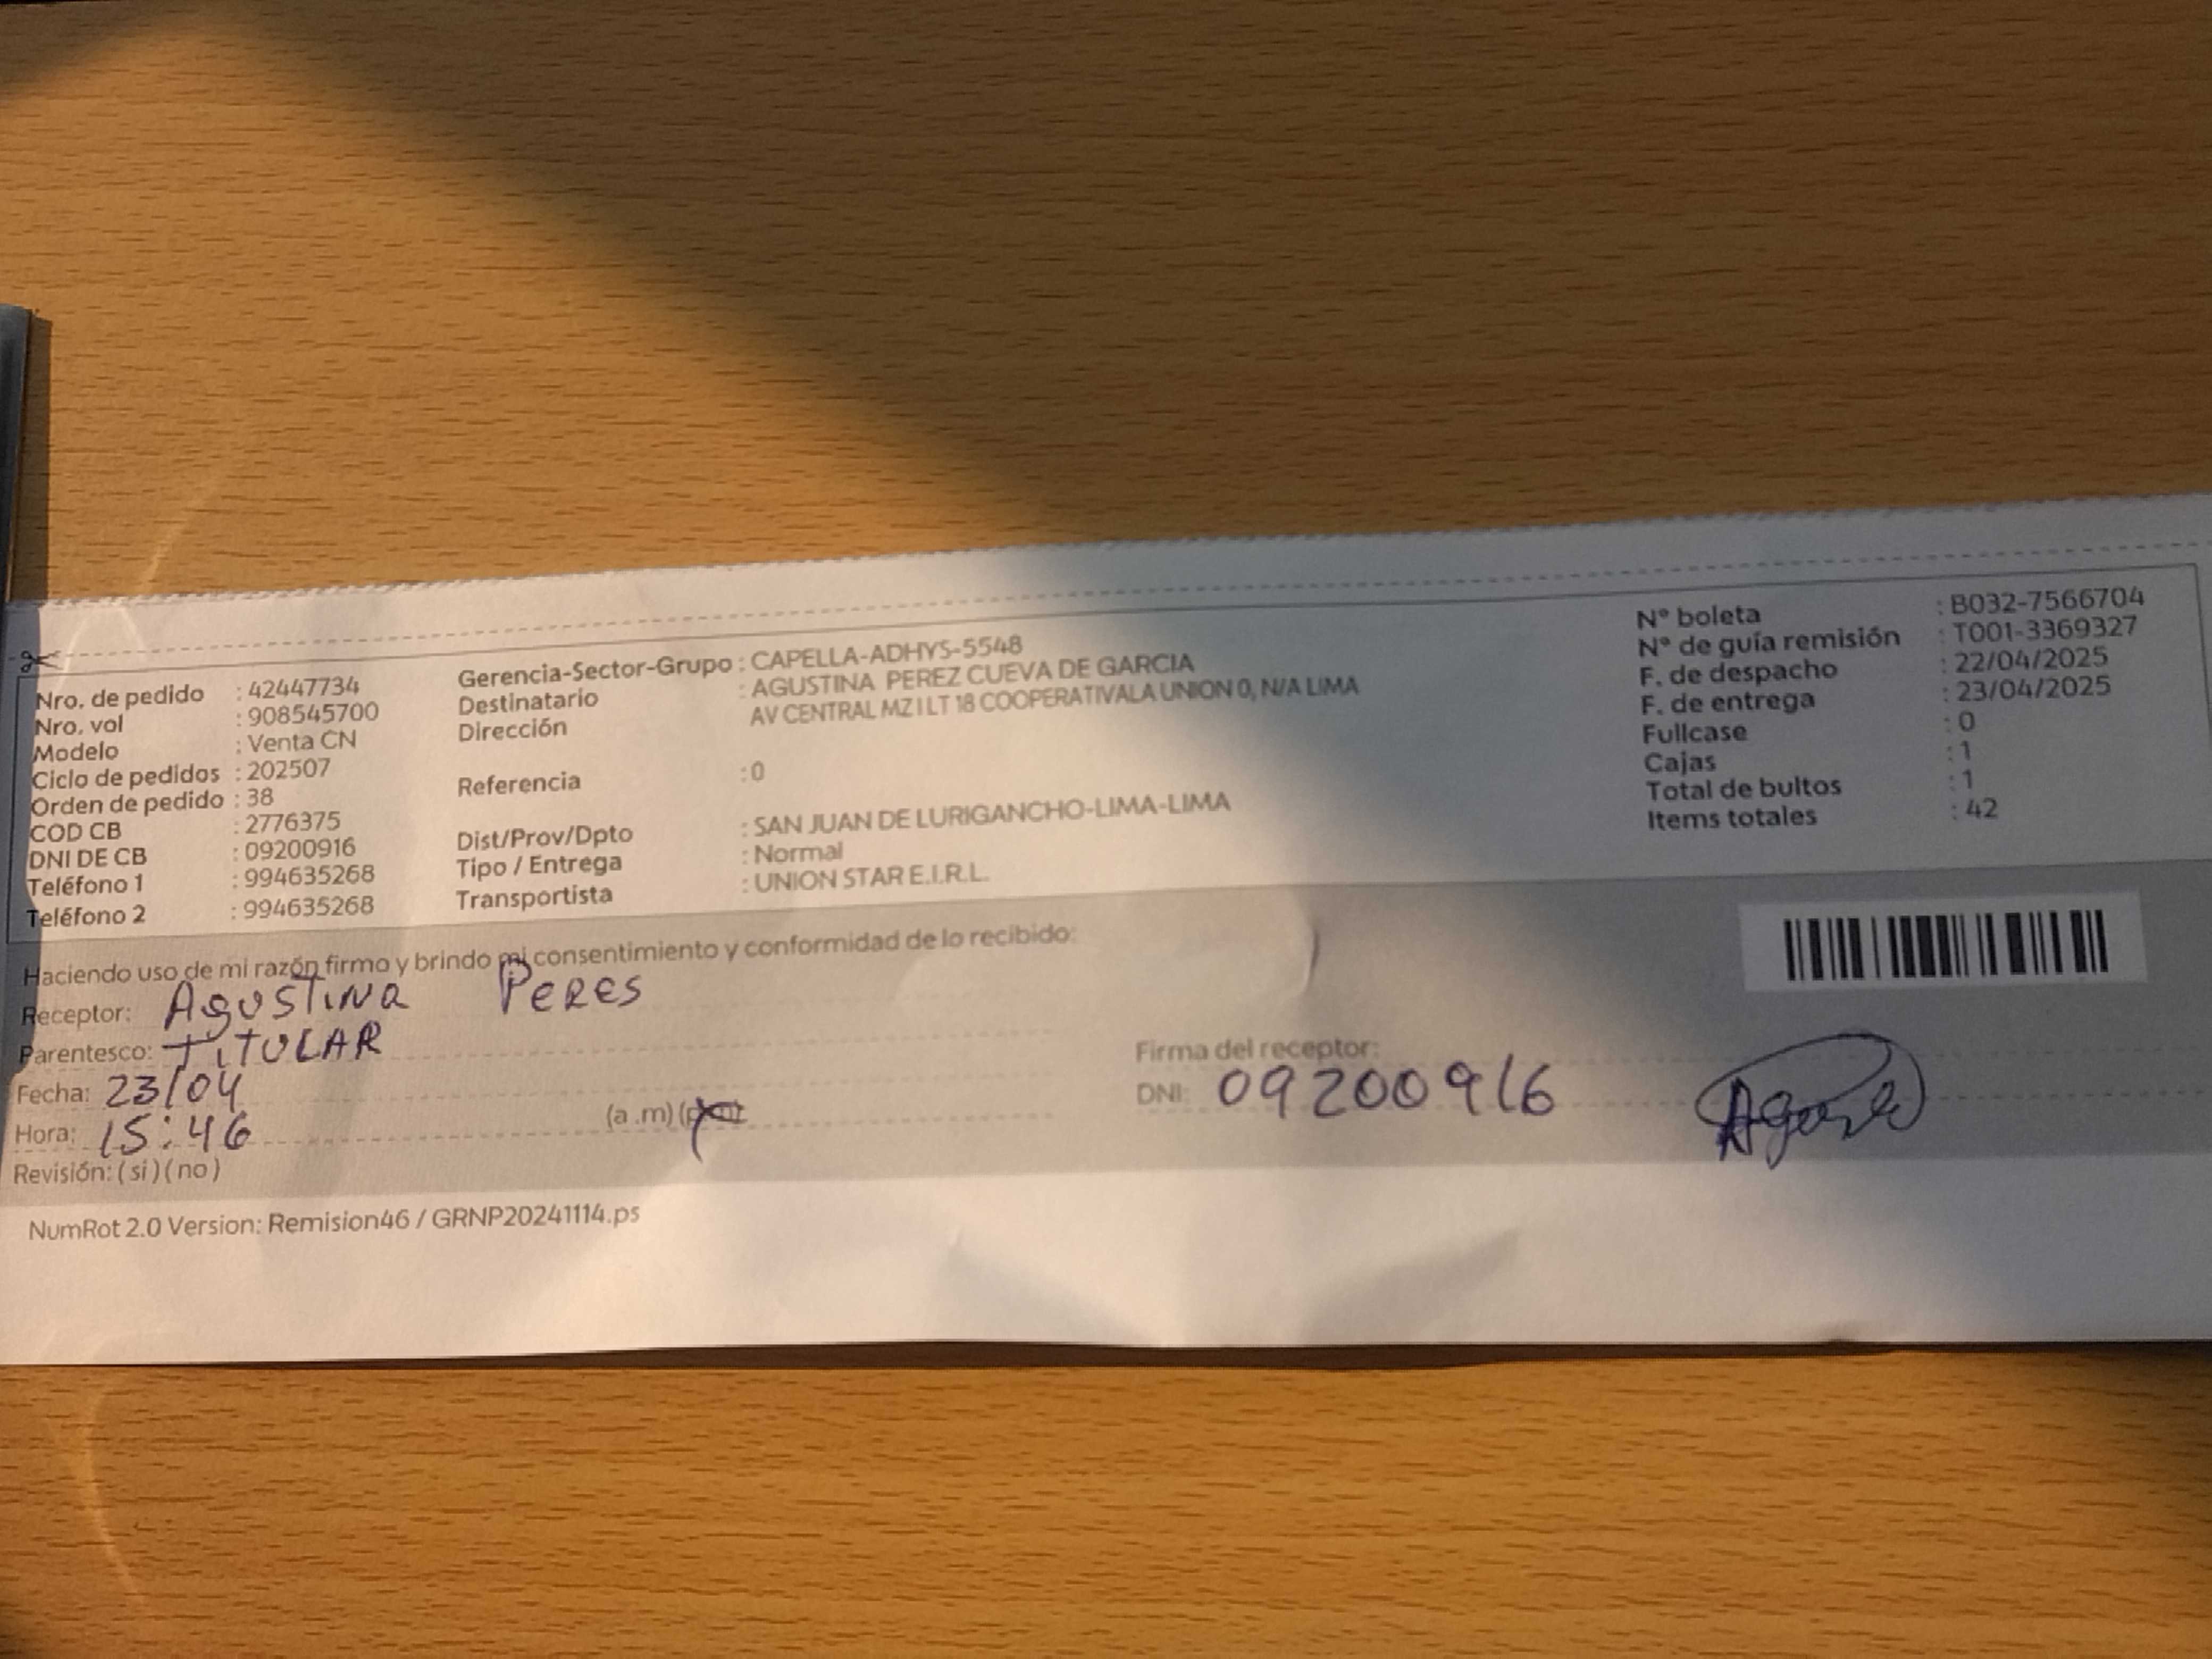 Nro. de pedido : 42447734
Nro. vol : 908545700
Modelo : Venta CN
Ciclo de pedidos : 202507
Orden de pedido : 38
COD CB : 2776375
DNI DE CB : 09200916
Teléfono 1 : 994635268
Teléfono 2 : 994635268
Gerencia-Sector-Grupo : CAPELLA-ADHYS-5548
Destinatario : AGUSTINA PEREZ CUEVA DE GARCIA
Dirección AV CENTRAL MZ I LT 18 COOPERATIVALA UNION 0, N/A LIMA
Referencia : 0
Dist/Prov/Dpto : SAN JUAN DE LURIGANCHO-LIMA-LIMA
Tipo / Entrega : Normal
Transportista : UNION STAR E.I.R.L.
N° boleta : B032-7566704
N° de guía remisión : T001-3369327
F. de despacho : 22/04/2025
F. de entrega : 23/04/2025
Fullcase : 0
Cajas : 1
Total de bultos : 1
Items totales : 42
Haciendo uso de mi razón firmo y brindo mi consentimiento y conformidad de lo recibido:
Receptor: AgusTiNa PeRes
Parentesco: TiTULAR
Fecha: 23/04
Hora: 15:46 (a .m) (p.m)
Revisión: ( si ) ( no )
Firma del receptor:
DNI: 09200916
NumRot 2.0 Version: Remision46 / GRNP20241114.ps